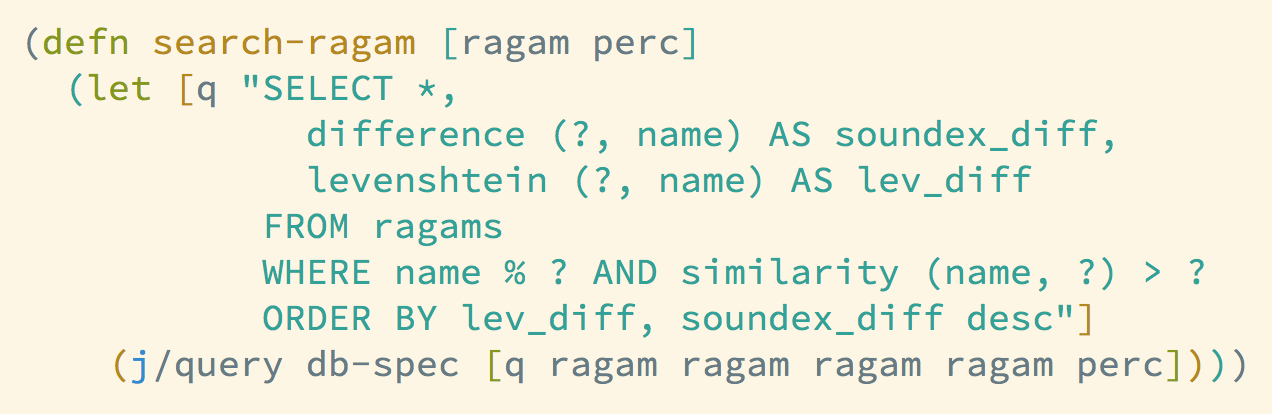 (defn search-ragam [ragam perc]
  (let [q "SELECT *,
             difference (?, name) AS soundex_diff,
             levenshtein (?, name) AS lev_diff
           FROM ragams
           WHERE name % ? AND similarity (name, ?) > ?
           ORDER BY lev_diff, soundex_diff desc"]
    (j/query db-spec [q ragam ragam ragam ragam perc])))